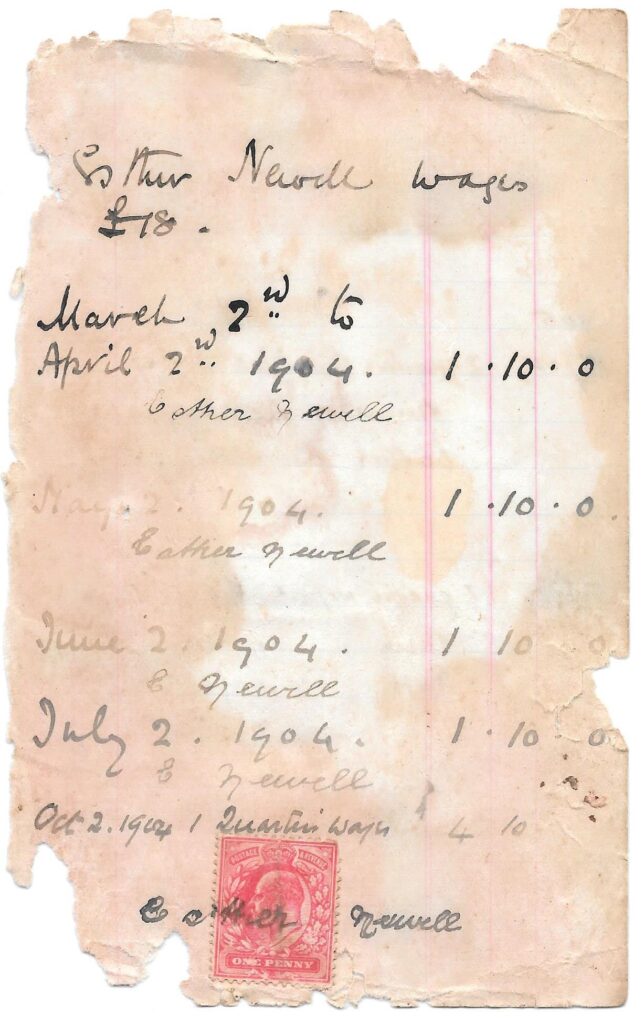 Esther Newell wages
£18.
March 2nd to
April 2nd 1904. 1 . 10 . 0
Esther Newell
May 2. 1904. 1 . 10 . 0.
Esther Newell
June 2. 1904. 1 10 0
E Newell
July 2. 1904. 1 . 10 0
E Newell
Oct 2. 1904 1 Quarter's wages 4 10
POSTAGE & REVENUE
Esther Newell
ONE PENNY